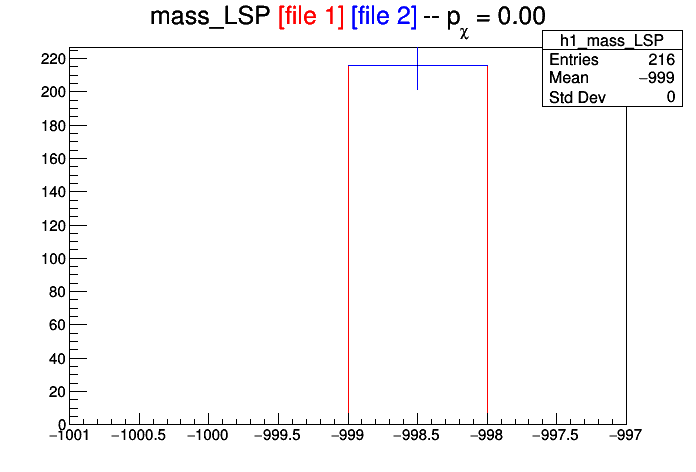 mass_LSP [file 1] [file 2] -- pχ = 0.00
h1_mass_LSP
Entries 216
Mean −999
Std Dev 0
220
200
180
160
140
120
100
80
60
40
20
0
−1001 −1000.5 −1000 −999.5 −999 −998.5 −998 −997.5 −997